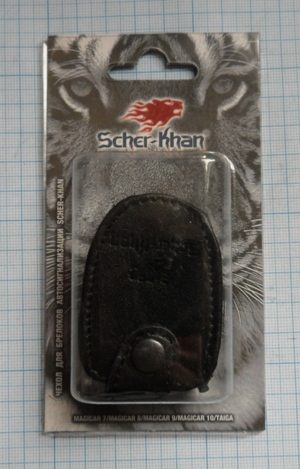 Scher-Khan
ЧЕХОЛ ДЛЯ БРЕЛОКОВ АВТОСИГНАЛИЗАЦИИ SCHER-KHAN
MAGICAR 7/MAGICAR 8/MAGICAR 9/MAGICAR 10/TAIGA